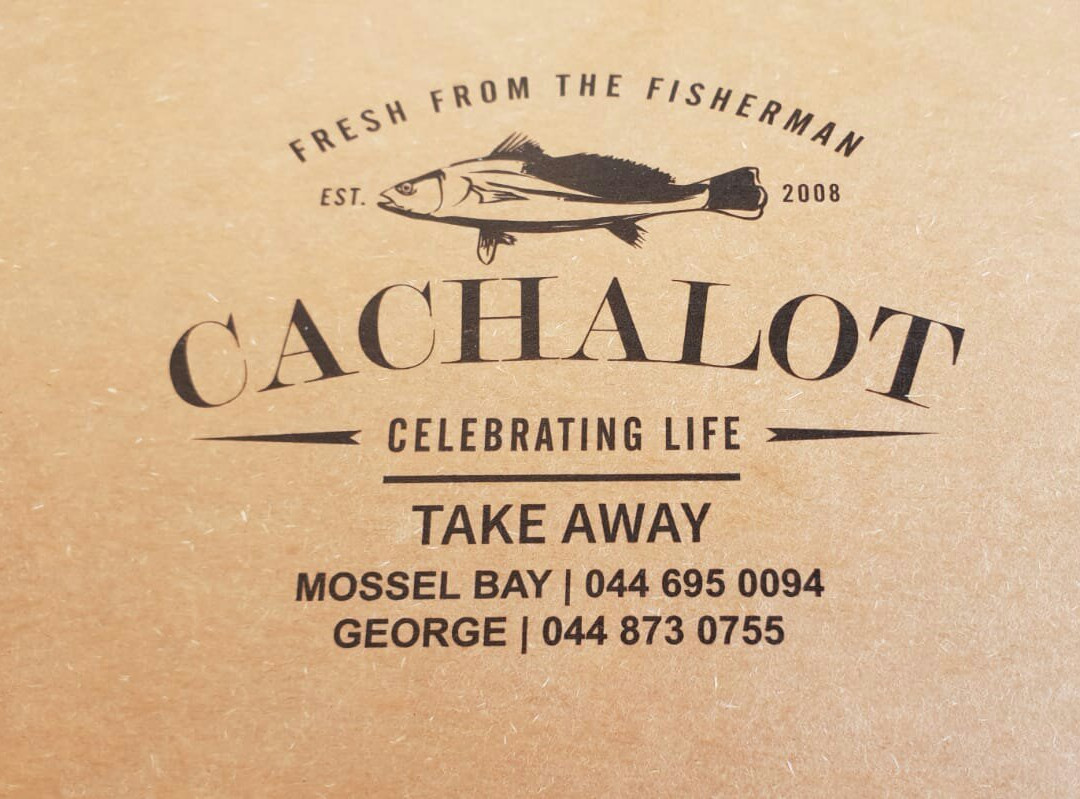 FRESH FROM THE FISHERMAN
EST. 2008
CACHALOT
CELEBRATING LIFE
TAKE AWAY
MOSSEL BAY | 044 695 0094
GEORGE | 044 873 0755